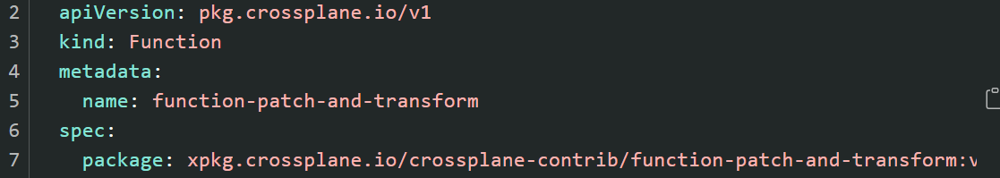 2 apiVersion: pkg.crossplane.io/v1
3 kind: Function
4 metadata:
5   name: function-patch-and-transform
6 spec:
7   package: xpkg.crossplane.io/crossplane-contrib/function-patch-and-transform:v